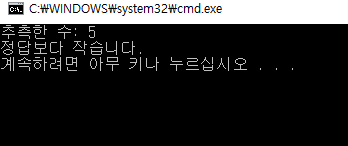 C:₩WINDOWS₩system32₩cmd.exe
추측한 수: 5
정답보다 작습니다.
계속하려면 아무 키나 누르십시오 . . .